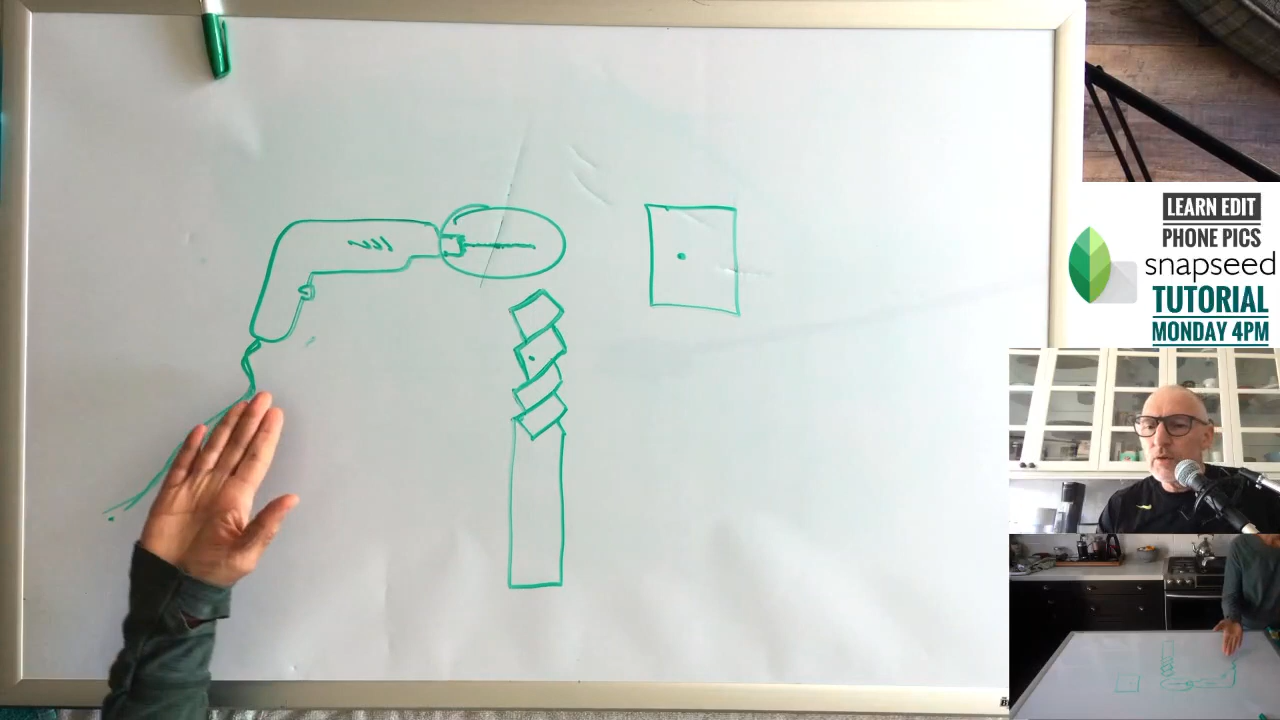 LEARN EDIT
PHONE PICS
snapseed
TUTORIAL
MONDAY 4PM